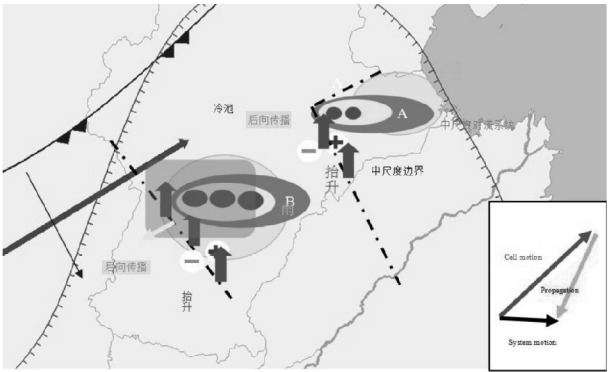 冷池
后向传播
A
中尺度对流系统
抬升
中尺度边界
B
雨
后向传播
抬升
Cell motion
Propagation
System motion